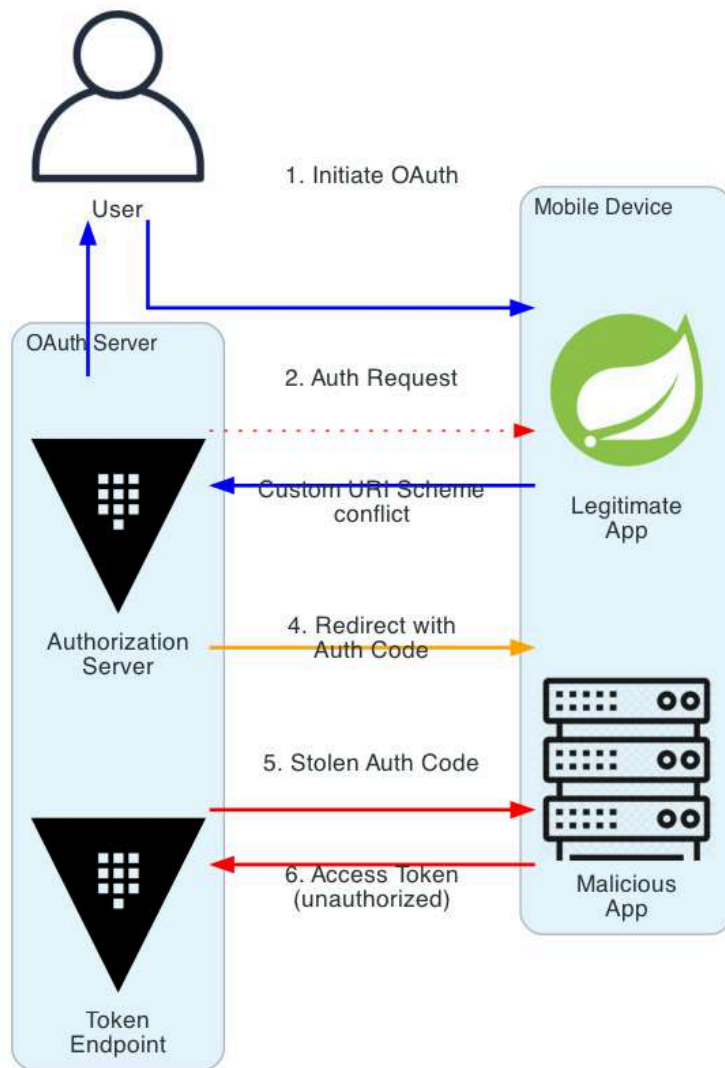 1. Initiate OAuth
User
Mobile Device
OAuth Server
2. Auth Request
Custom URI Scheme
conflict
Legitimate
App
Authorization
Server
4. Redirect with
Auth Code
5. Stolen Auth Code
6. Access Token
(unauthorized)
Malicious
App
Token
Endpoint